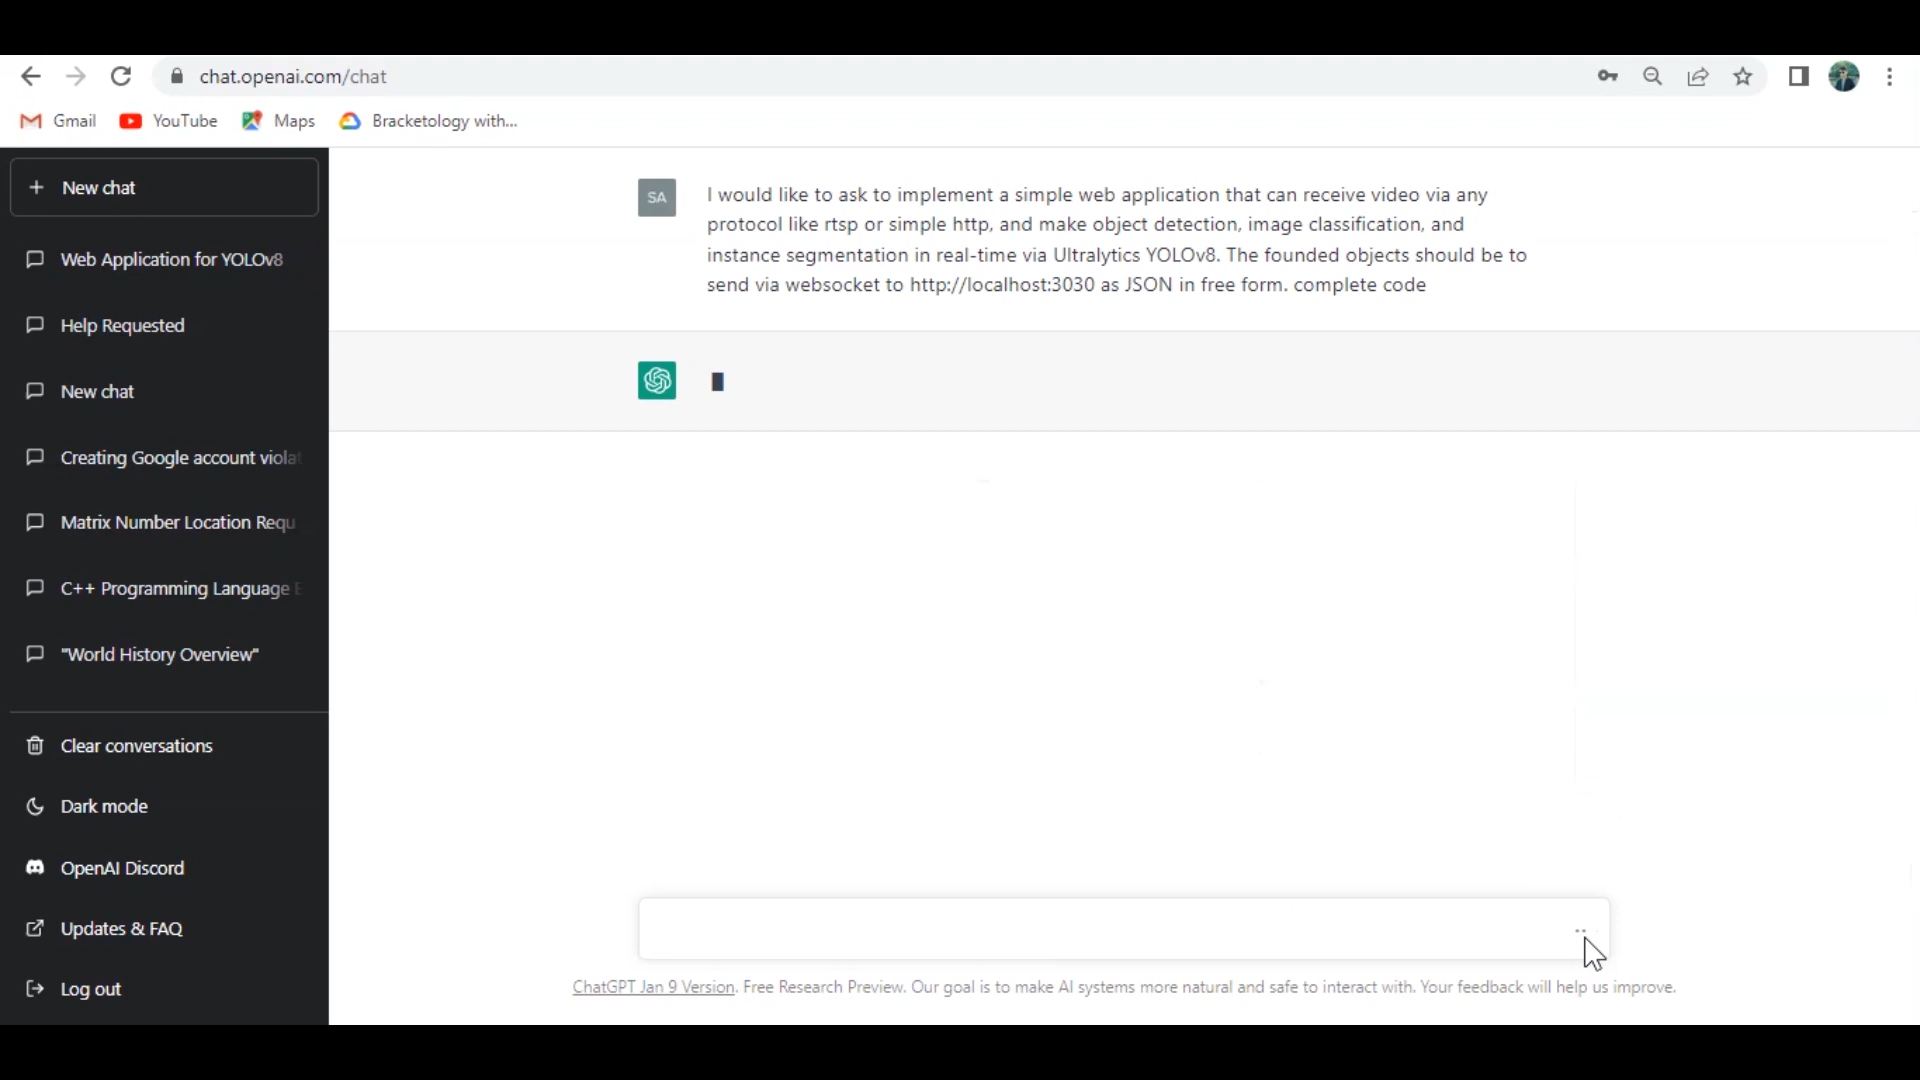 chat.openai.com/chat
Gmail YouTube Maps Bracketology with...
New chat
Web Application for YOLOv8
Help Requested
New chat
Creating Google account violat
Matrix Number Location Requ
C++ Programming Language
"World History Overview"
Clear conversations
Dark mode
OpenAI Discord
Updates & FAQ
Log out
SA
I would like to ask to implement a simple web application that can receive video via any
protocol like rtsp or simple http, and make object detection, image classification, and
instance segmentation in real-time via Ultralytics YOLOv8. The founded objects should be to
send via websocket to http://localhost:3030 as JSON in free form. complete code
ChatGPT Jan 9 Version. Free Research Preview. Our goal is to make AI systems more natural and safe to interact with. Your feedback will help us improve.